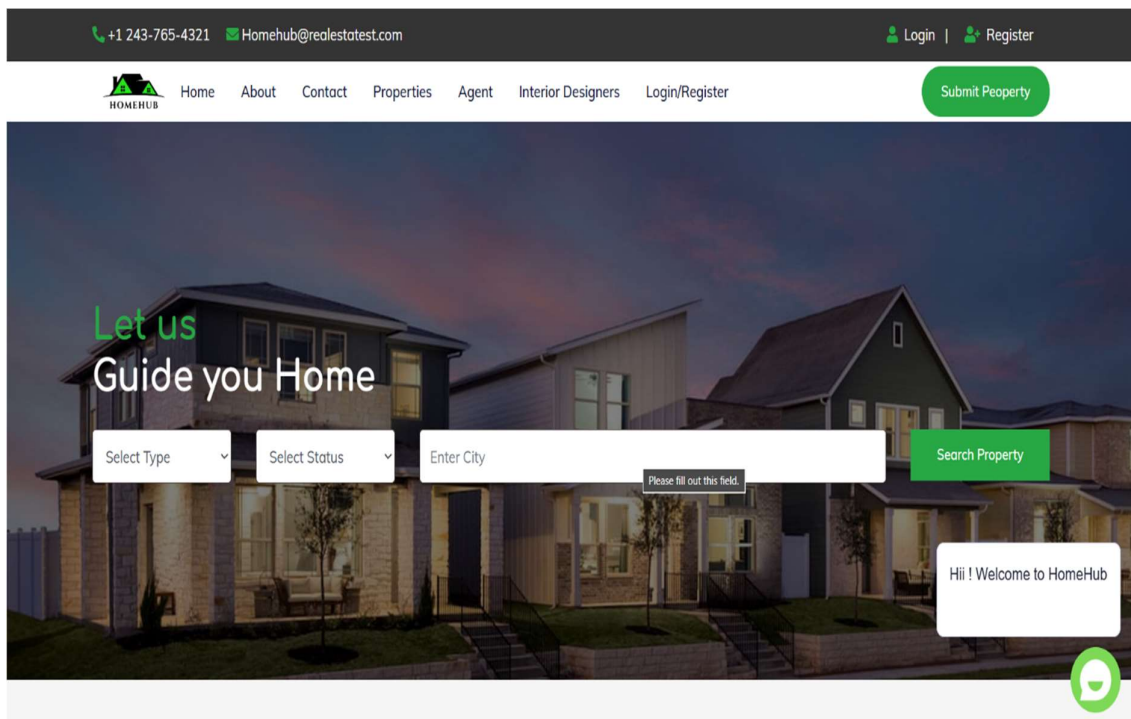 +1 243-765-4321 Homehub@realestatest.com Login | Register
HOMEHUB Home About Contact Properties Agent Interior Designers Login/Register Submit Peoperty
Let us
Guide you Home
Select Type Select Status Enter City Search Property
Please fill out this field.
Hii ! Welcome to HomeHub